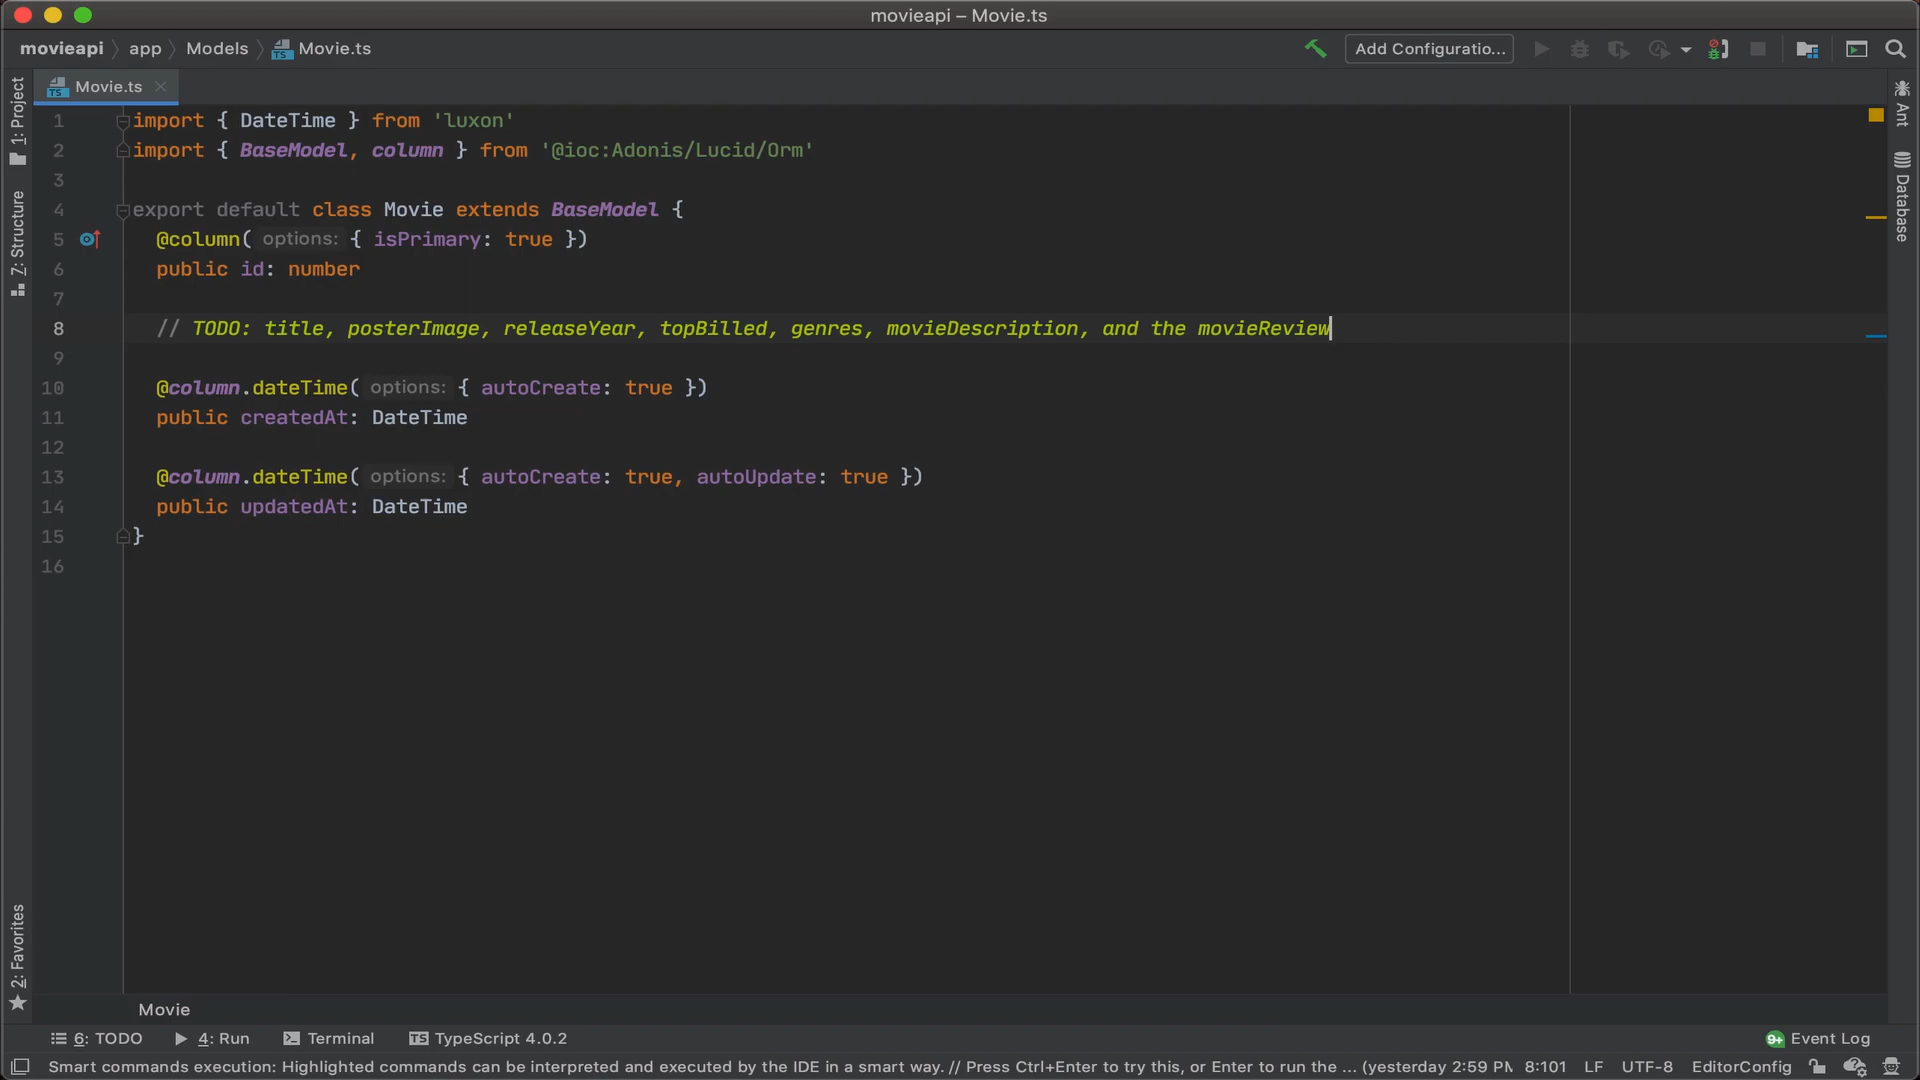 movieapi – Movie.ts
movieapi app Models Movie.ts
Add Configuratio...
Movie.ts
1: Project
7: Structure
2: Favorites
Ant
Database
1 import { DateTime } from 'luxon'
2 import { BaseModel, column } from '@ioc:Adonis/Lucid/Orm'
3
4 export default class Movie extends BaseModel {
5 @column( options: { isPrimary: true })
6 public id: number
7
8 // TODO: title, posterImage, releaseYear, topBilled, genres, movieDescription, and the movieReview
9
10 @column.dateTime( options: { autoCreate: true })
11 public createdAt: DateTime
12
13 @column.dateTime( options: { autoCreate: true, autoUpdate: true })
14 public updatedAt: DateTime
15 }
16
Movie
6: TODO 4: Run Terminal TypeScript 4.0.2 9+ Event Log
Smart commands execution: Highlighted commands can be interpreted and executed by the IDE in a smart way. // Press Ctrl+Enter to try this, or Enter to run the ... (yesterday 2:59 PM 8:101 LF UTF-8 EditorConfig